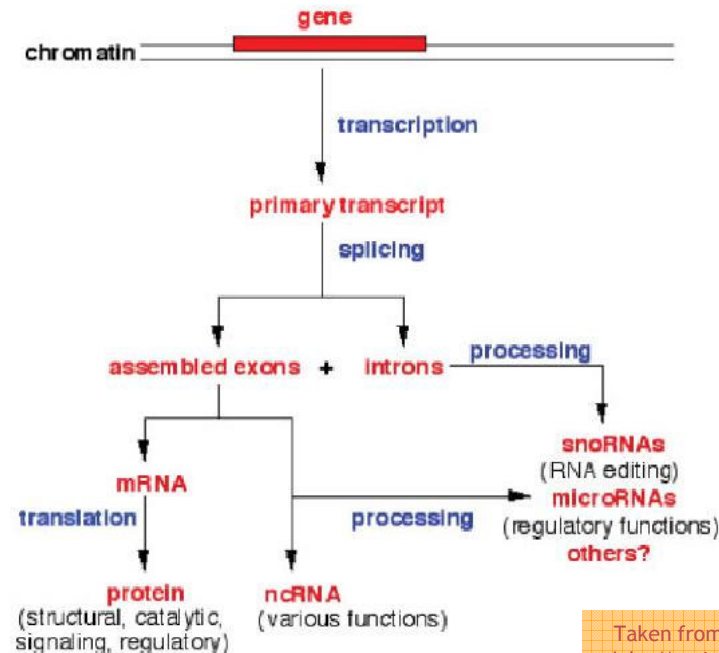 gene
chromatin
transcription
primary transcript
splicing
assembled exons + introns
processing
snoRNAs
(RNA editing)
mRNA
microRNAs
translation
processing
(regulatory functions)
others?
protein
ncRNA
(structural, catalytic,
(various functions)
signaling, regulatory)
Taken from